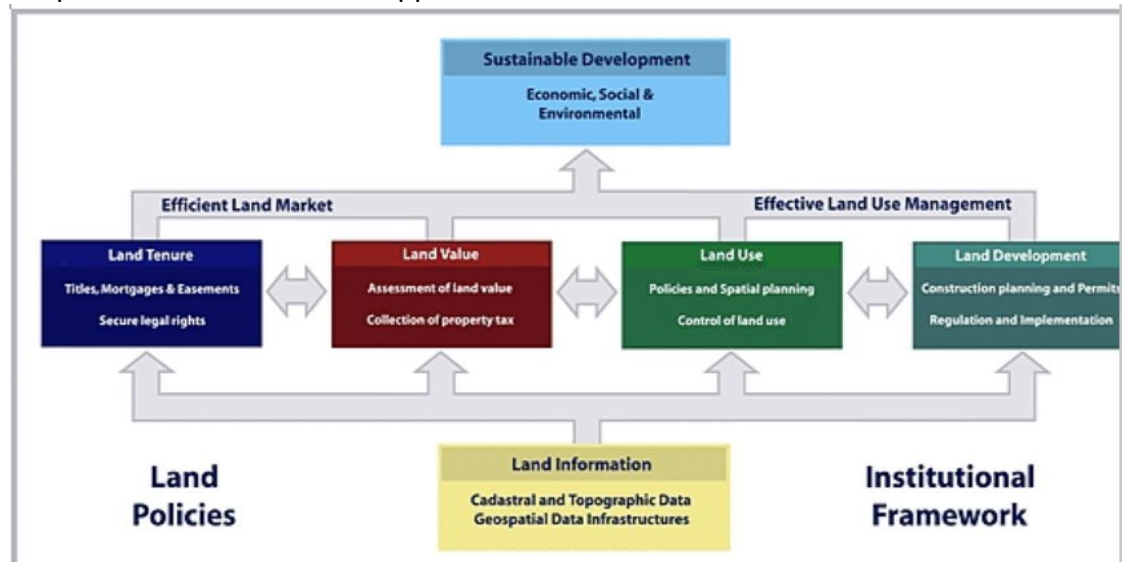 Sustainable Development
Economic, Social &
Environmental
Efficient Land Market
Effective Land Use Management
Land Tenure
Titles, Mortgages & Easements
Secure legal rights
Land Value
Assessment of land value
Collection of property tax
Land Use
Policies and Spatial planning
Control of land use
Land Development
Construction planning and Permits
Regulation and Implementation
Land
Policies
Land Information
Cadastral and Topographic Data
Geospatial Data Infrastructures
Institutional
Framework